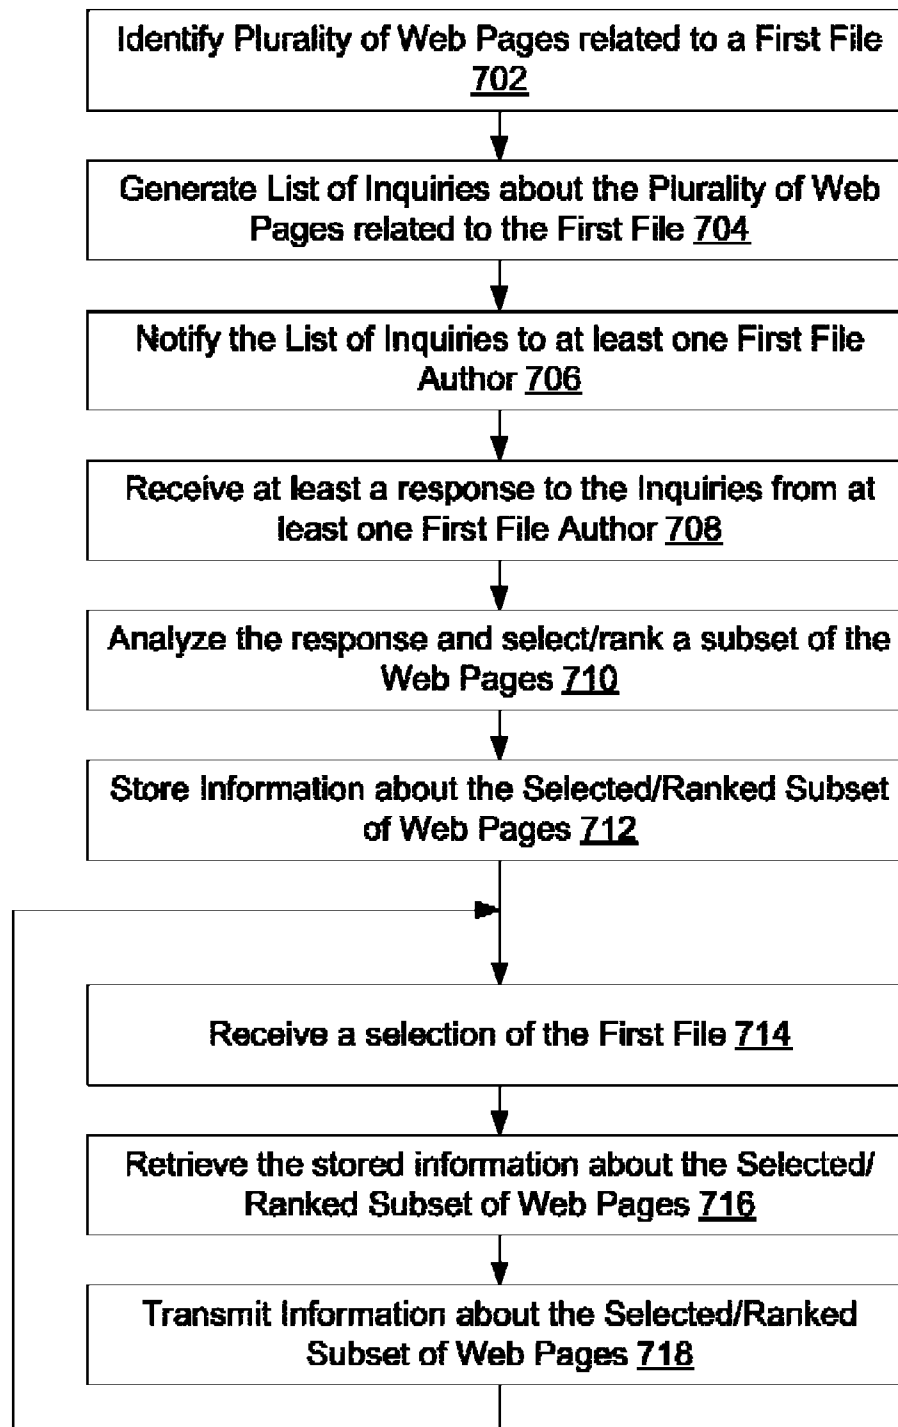 Identify Plurality of Web Pages related to a First File
702
Generate List of Inquiries about the Plurality of Web
Pages related to the First File 704
Notify the List of Inquiries to at least one First File
Author 706
Receive at least a response to the Inquiries from at
least one First File Author 708
Analyze the response and select/rank a subset of the
Web Pages 710
Store Information about the Selected/Ranked Subset
of Web Pages 712
Receive a selection of the First File 714
Retrieve the stored information about the Selected/
Ranked Subset of Web Pages 716
Transmit Information about the Selected/Ranked
Subset of Web Pages 718